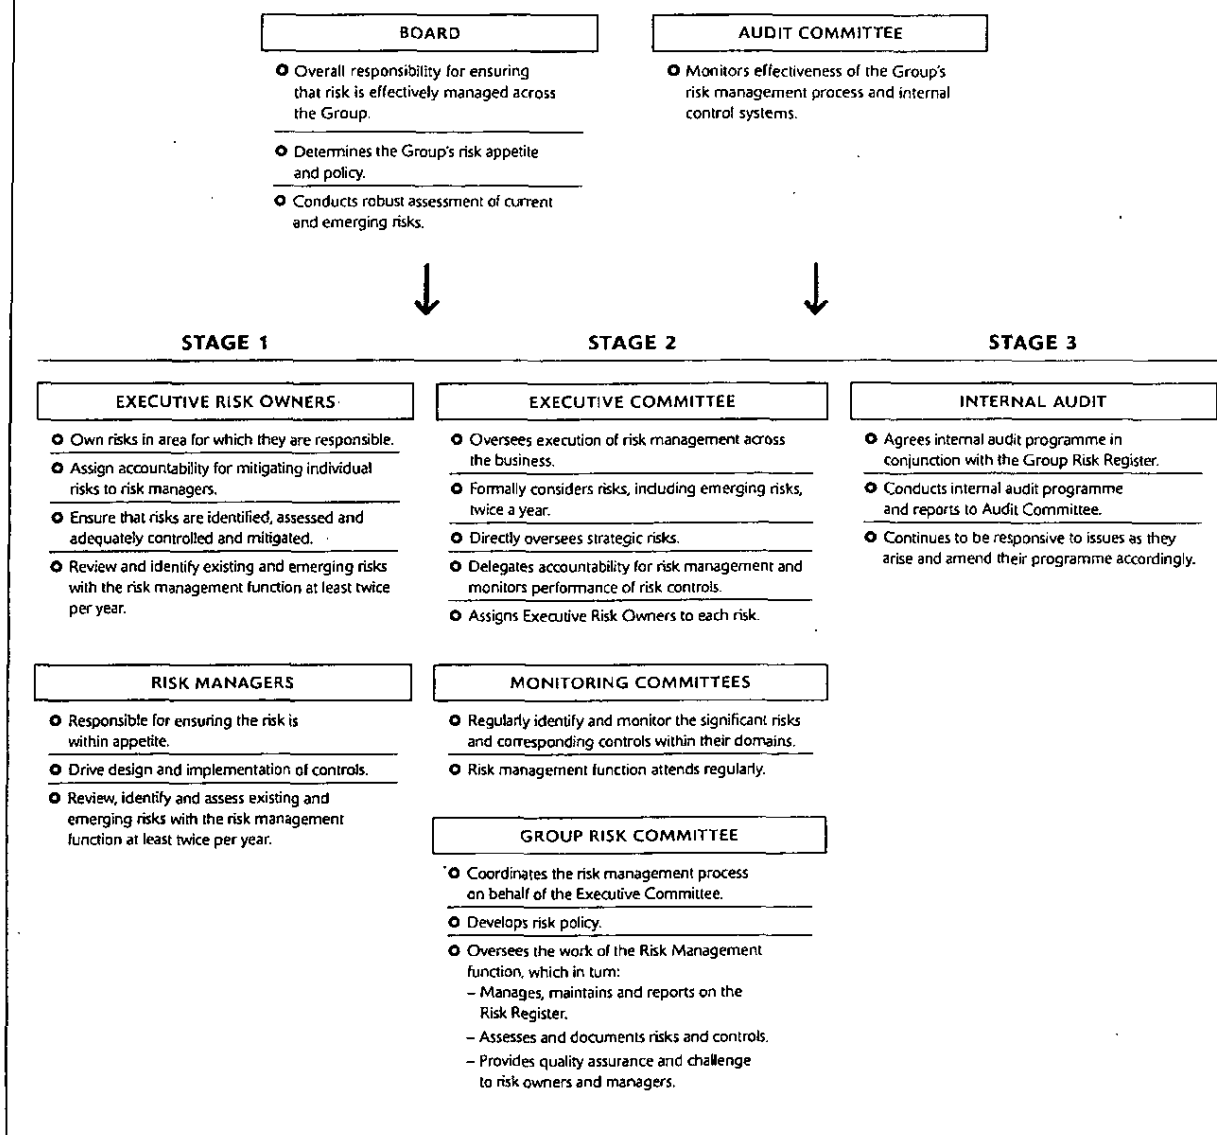 BOARD
O Overall responsibility for ensuring
that risk is effectively managed across
the Group.
O Determines the Group's risk appetite
and policy.
O Conducts robust assessment of current
and emerging risks.
AUDIT COMMITTEE
O Monitors effectiveness of the Group's
risk management process and internal
control systems.
STAGE 1
EXECUTIVE RISK OWNERS
O Own risks in area for which they are responsible.
O Assign accountability for mitigating individual
risks to risk managers.
O Ensure that risks are identified, assessed and
adequately controlled and mitigated.
O Review and identify existing and emerging risks
with the risk management function at least twice
per year.
RISK MANAGERS
O Responsible for ensuring the risk is
within appetite.
O Drive design and implementation of controls.
O Review, identify and assess existing and
emerging risks with the risk management
function at least twice per year.
STAGE 2
EXECUTIVE COMMITTEE
O Oversees execution of risk management across
the business.
O Formally considers risks, including emerging risks,
twice a year.
O Directly oversees strategic risks.
O Delegates accountability for risk management and
monitors performance of risk controls.
O Assigns Executive Risk Owners to each risk.
MONITORING COMMITTEES
O Regularly identify and monitor the significant risks
and corresponding controls within their domains.
O Risk management function attends regularly.
GROUP RISK COMMITTEE
O Coordinates the risk management process
on behalf of the Executive Committee.
O Develops risk policy.
O Oversees the work of the Risk Management
function, which in turn:
– Manages, maintains and reports on the
Risk Register.
– Assesses and documents risks and controls.
– Provides quality assurance and challenge
to risk owners and managers.
STAGE 3
INTERNAL AUDIT
O Agrees internal audit programme in
conjunction with the Group Risk Register.
O Conducts internal audit programme
and reports to Audit Committee.
O Continues to be responsive to issues as they
arise and amend their programme accordingly.